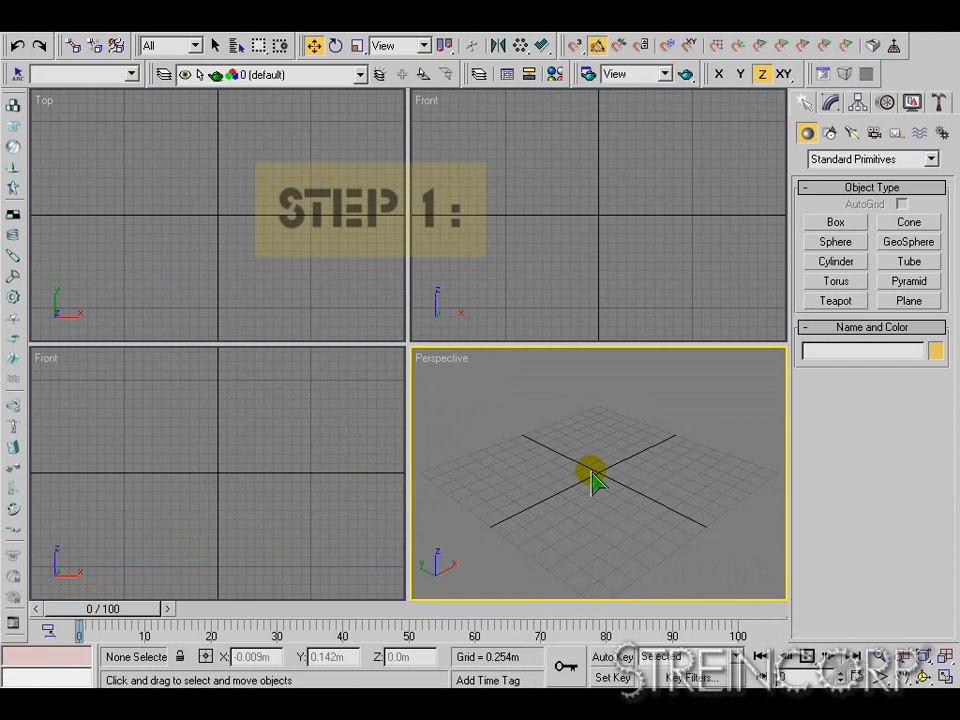 All
View
0 (default)
View
X Y Z XY
Top
Front
STEP 1:
Standard Primitives
- Object Type
AutoGrid
Box Cone
Sphere GeoSphere
Cylinder Tube
Torus Pyramid
Teapot Plane
- Name and Color
Front
Perspective
0 / 100
0 10 20 30 40 50 60 70 80 90 100
None Selecte X: -0.009m Y: 0.142m Z: 0.0m Grid = 0.254m Auto Key Selected
Click and drag to select and move objects Add Time Tag Set Key Key Filters...
STREINCORP